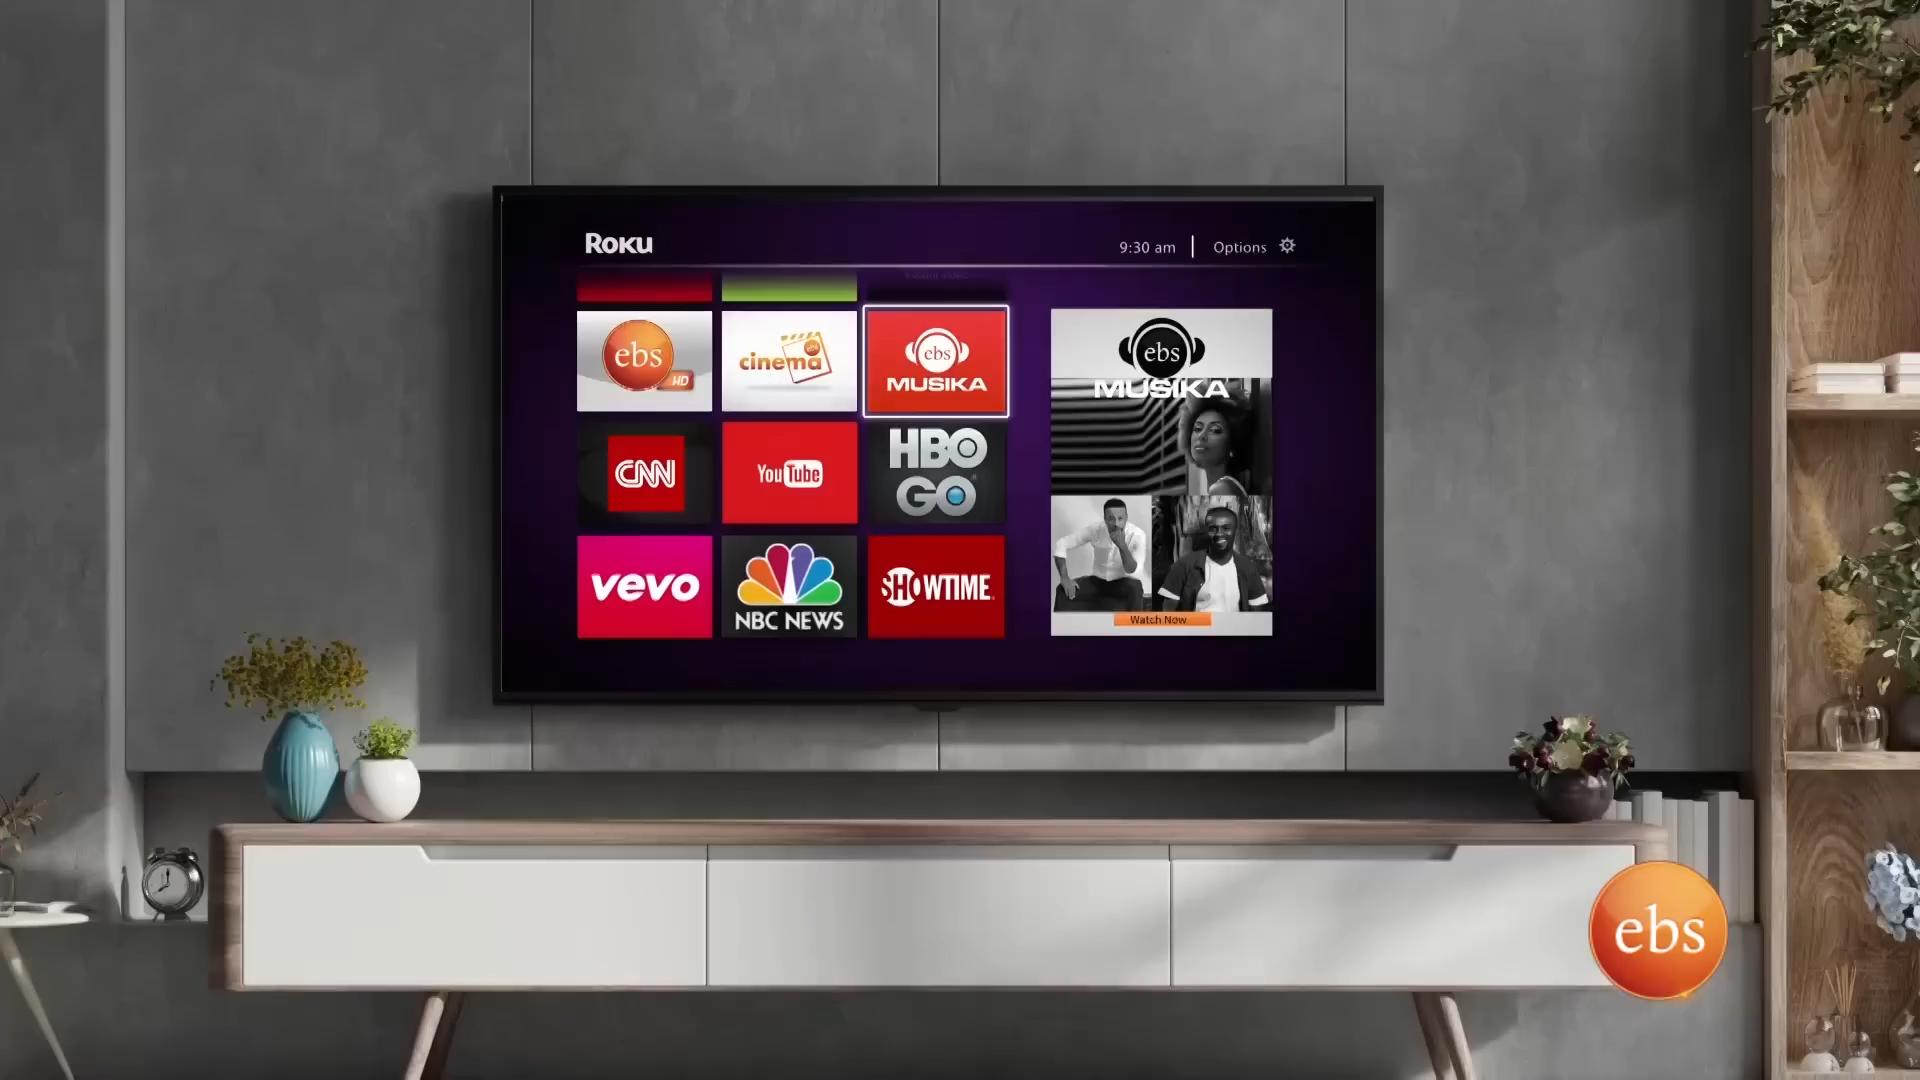 Roku
9:30 am | Options
ebs
HD
cinema
ebs
ebs
MUSIKA
ebs
MUSIKA
CNN
YouTube
HBO
GO
vevo
NBC NEWS
SHOWTIME
Watch Now
ebs